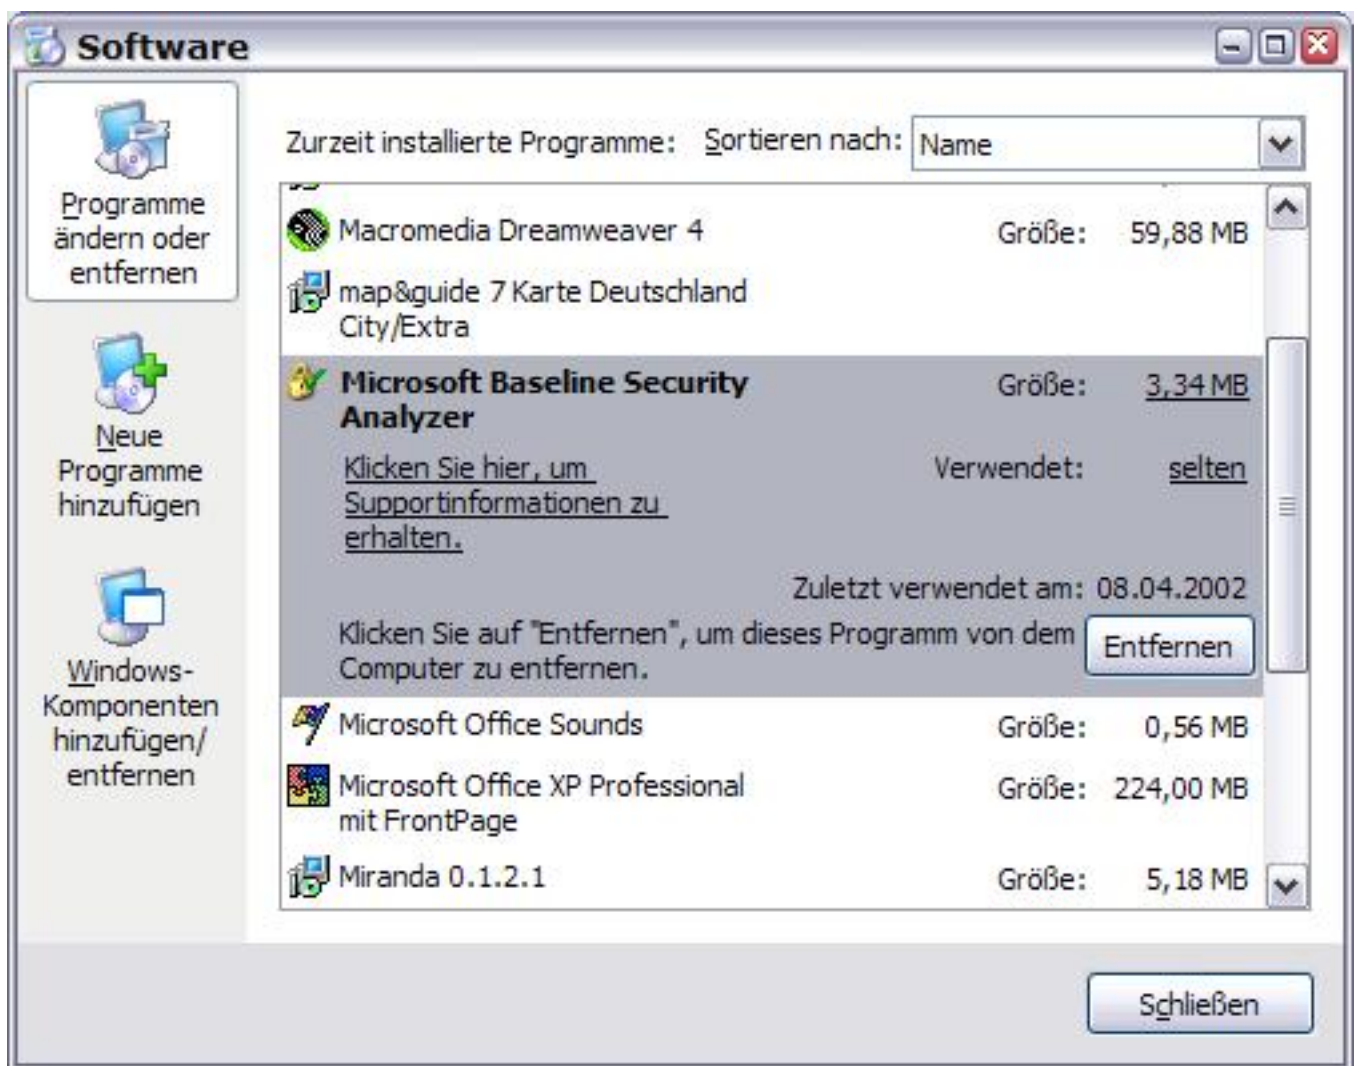 Software
Programme
ändern oder
entfernen
Neue
Programme
hinzufügen
Windows-
Komponenten
hinzufügen/
entfernen
Zurzeit installierte Programme: Sortieren nach: Name
Macromedia Dreamweaver 4 Größe: 59,88 MB
map&guide 7 Karte Deutschland
City/Extra
Microsoft Baseline Security Größe: 3,34 MB
Analyzer
Klicken Sie hier, um Verwendet: selten
Supportinformationen zu
erhalten.
Zuletzt verwendet am: 08.04.2002
Klicken Sie auf "Entfernen", um dieses Programm von dem Entfernen
Computer zu entfernen.
Microsoft Office Sounds Größe: 0,56 MB
Microsoft Office XP Professional Größe: 224,00 MB
mit FrontPage
Miranda 0.1.2.1 Größe: 5,18 MB
Schließen